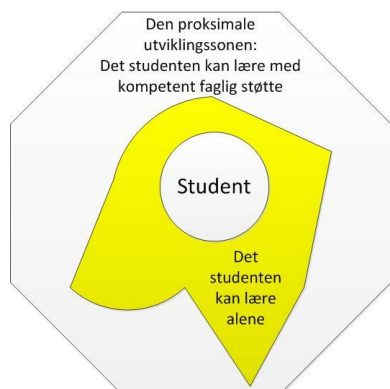 Den proksimale
utviklingssonen:
Det studenten kan lære med
kompetent faglig støtte
Student
Det
studenten
kan lære
alene